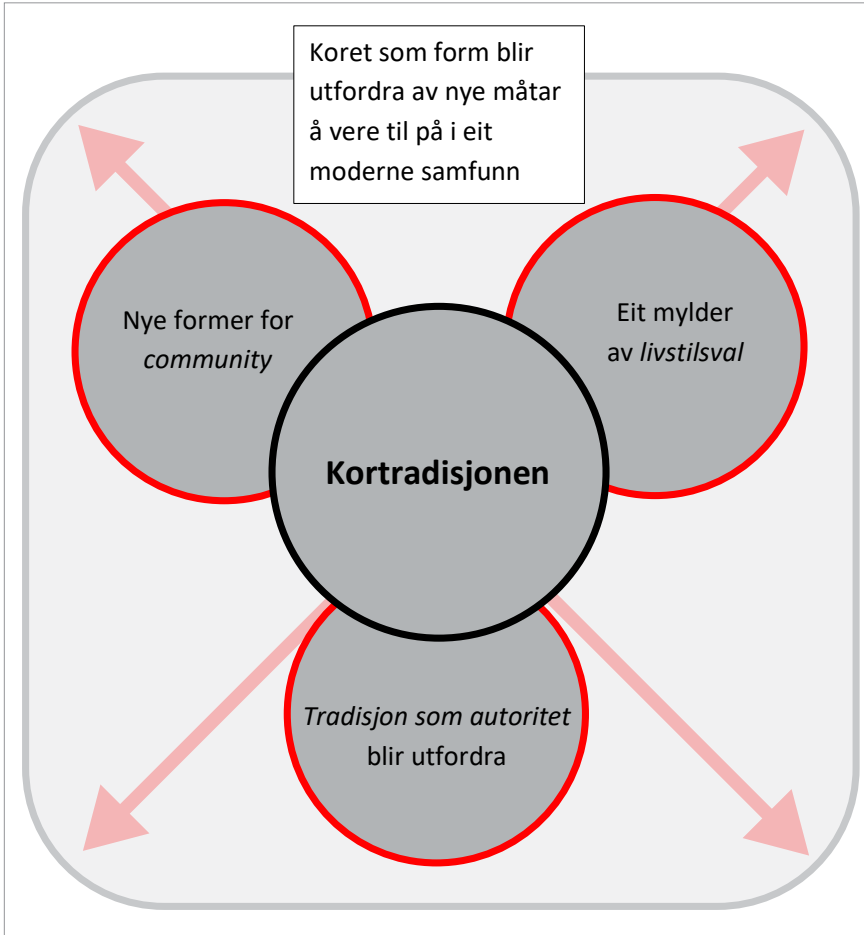 Koret som form blir
utfordra av nye måtar
å vere til på i eit
moderne samfunn
Nye former for
community
Eit mylder
av livstilsval
Kortradisjonen
Tradisjon som autoritet
blir utfordra